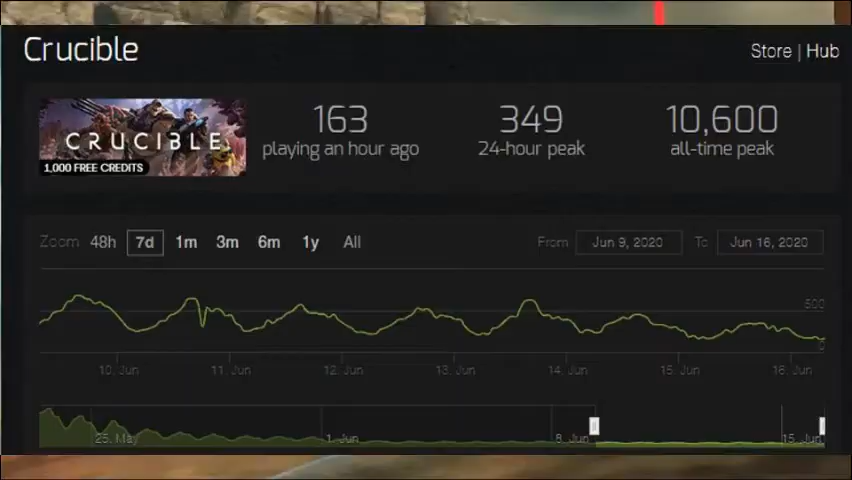 Crucible
Store | Hub
CRUCIBLE
1,000 FREE CREDITS
163
playing an hour ago
349
24-hour peak
10,600
all-time peak
Zoom 48h 7d 1m 3m 6m 1y All
From Jun 9, 2020 To Jun 16, 2020
500
0
10. Jun 11. Jun 12. Jun 13. Jun 14. Jun 15. Jun 16. Jun
25. May 1. Jun 8. Jun 15. Jun